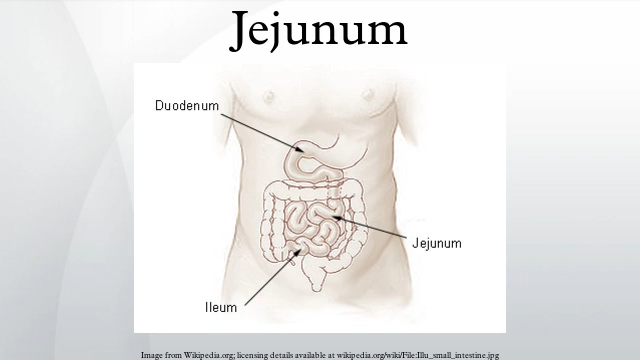 Jejunum
Duodenum
Jejunum
Ileum
Image from Wikipedia.org; licensing details available at wikipedia.org/wiki/File:Illu_small_intestine.jpg